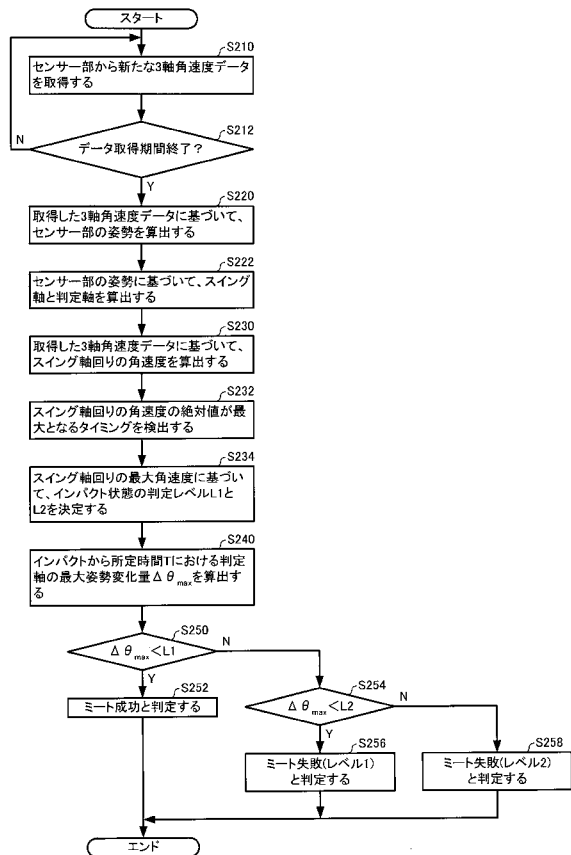 スタート
S210
センサー部から新たな3軸角速度データ
を取得する
S212
データ取得期間終了？
N
Y
S220
取得した3軸角速度データに基づいて、
センサー部の姿勢を算出する
S222
センサー部の姿勢に基づいて、スイング
軸と判定軸を算出する
S230
取得した3軸角速度データに基づいて、
スイング軸回りの角速度を算出する
S232
スイング軸回りの角速度の絶対値が最
大となるタイミングを検出する
S234
スイング軸回りの最大角速度に基づい
て、インパクト状態の判定レベルL1と
L2を決定する
S240
インパクトから所定時間Tにおける判定
軸の最大姿勢変化量Δθmaxを算出す
る
S250
Δθmax<L1
N
Y
S252
ミート成功と判定する
S254
Δθmax<L2
N
Y
S256
ミート失敗(レベル1)
と判定する
S258
ミート失敗(レベル2)
と判定する
エンド